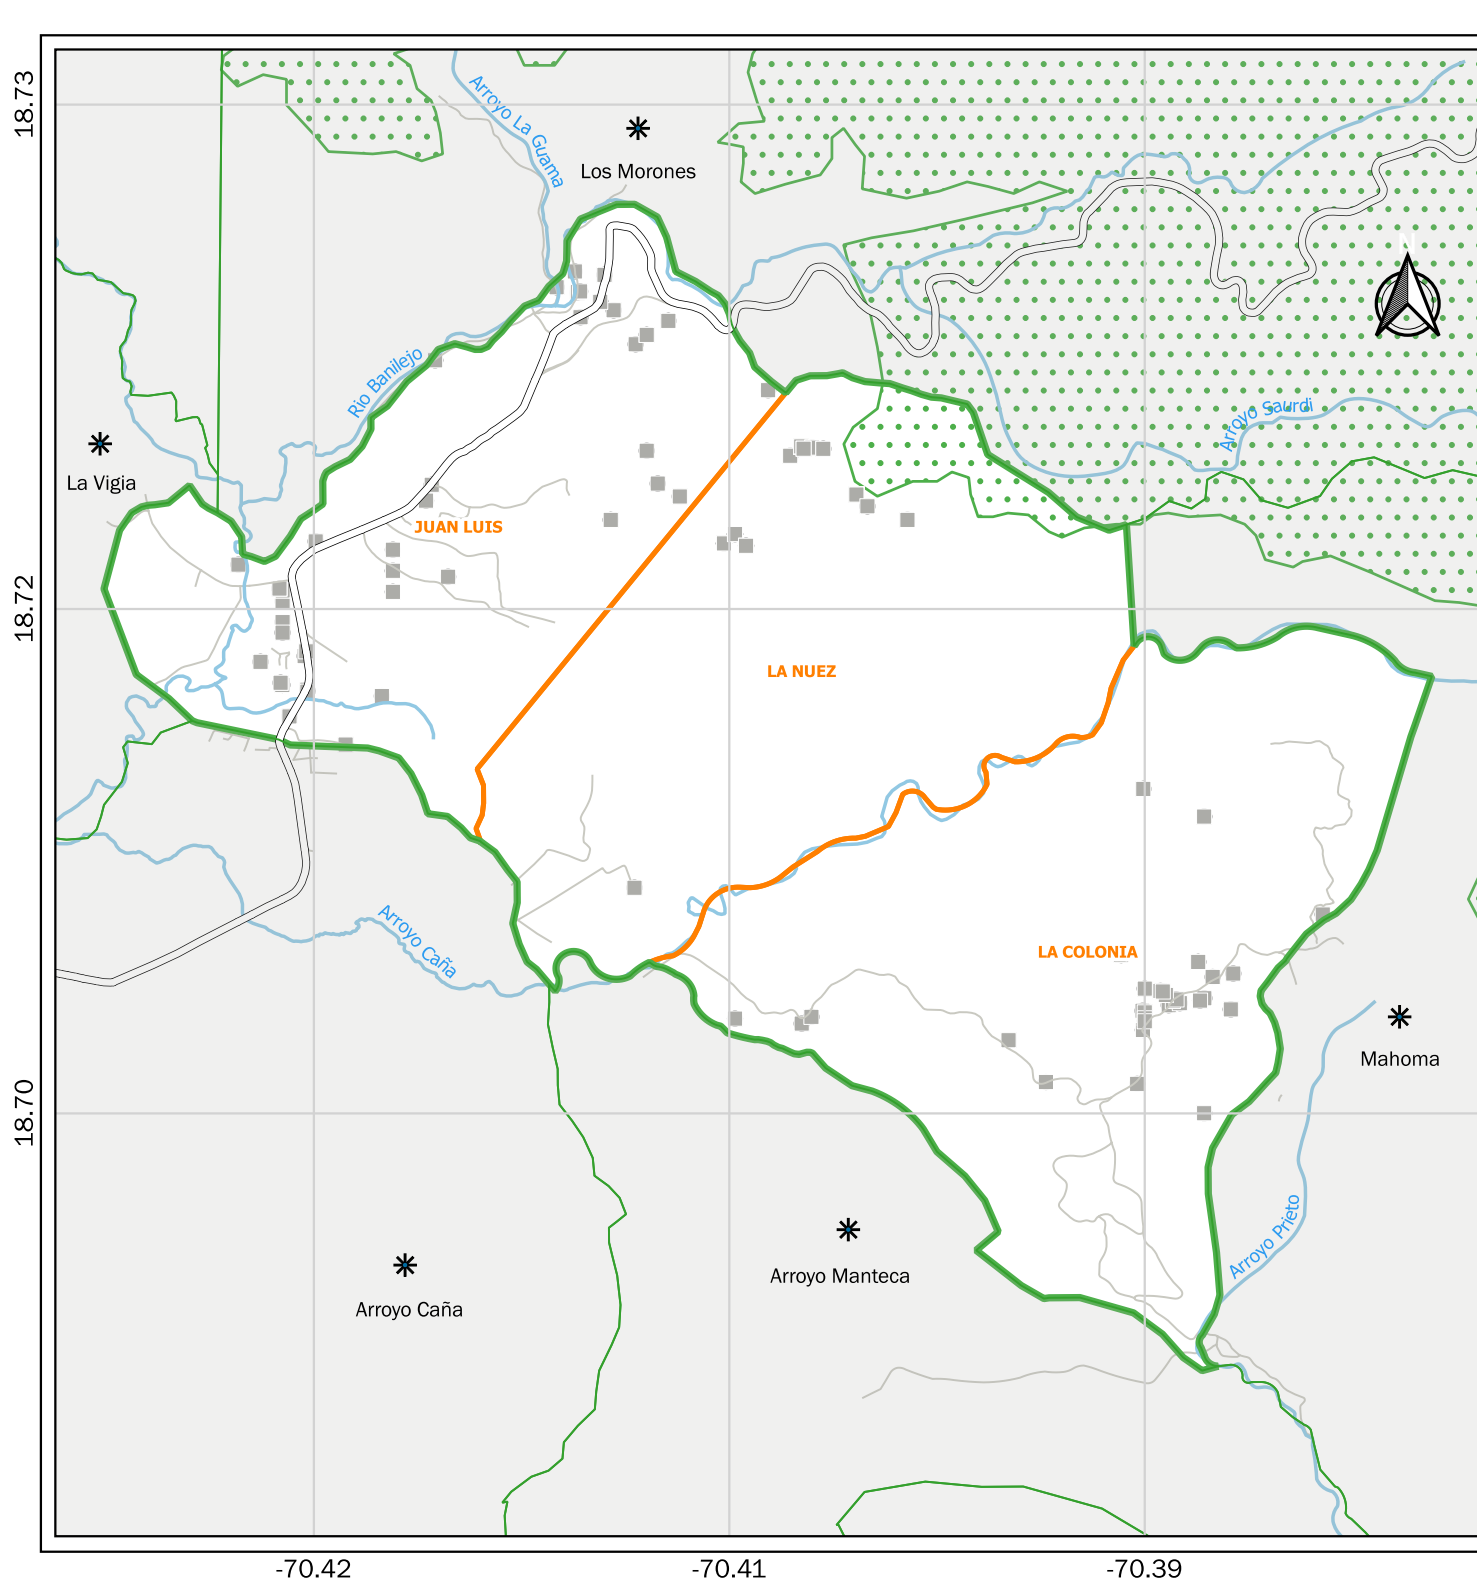 18.73
Arroyo La Guama
Los Morones
N
Rio Banilejo
Arroyo Saurdi
La Vigia
JUAN LUIS
18.72
LA NUEZ
Arroyo Caña
LA COLONIA
Mahoma
18.70
Arroyo Prieto
Arroyo Manteca
Arroyo Caña
-70.42
-70.41
-70.39